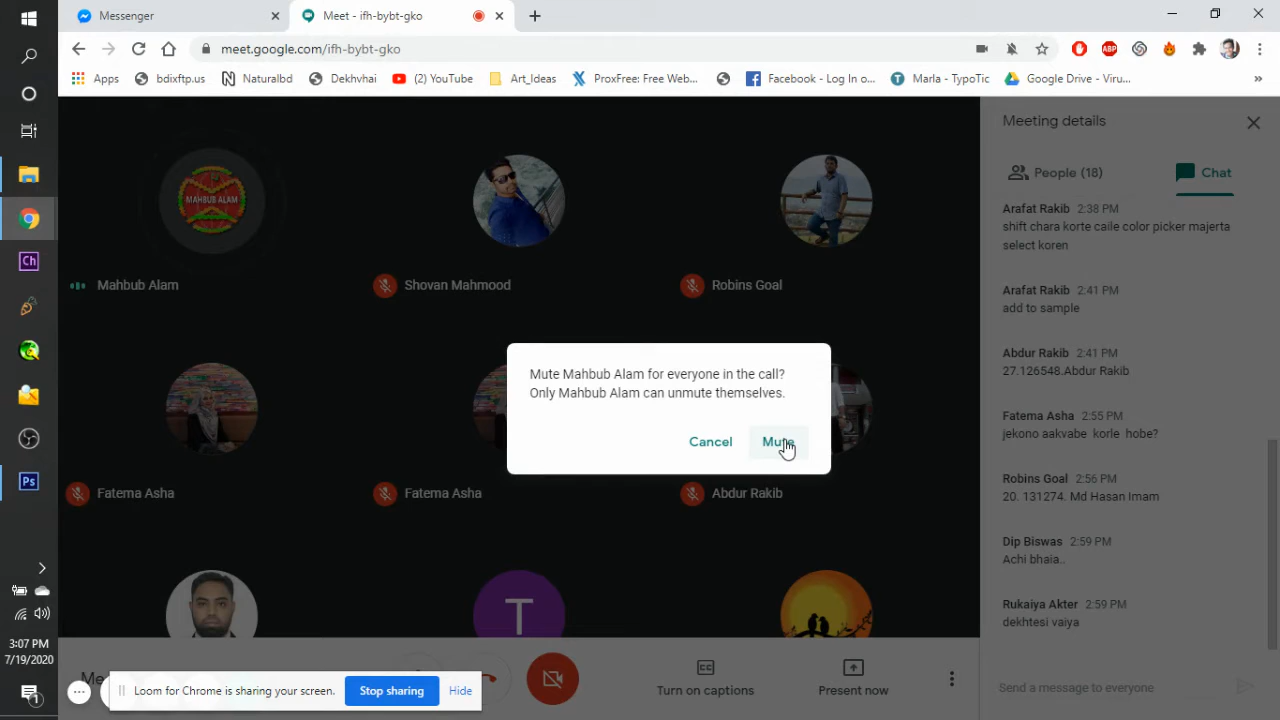 Messenger
Meet - ifh-bybt-gko
meet.google.com/ifh-bybt-gko
ABP
Apps
bdixftp.us
Naturalbd
Dekhvhai
(2) YouTube
Art_Ideas
ProxFree: Free Web...
Facebook - Log In o...
T
Marla - TypoTic
Google Drive - Viru...
MAHBUB ALAM
Mahbub Alam
Shovan Mahmood
Robins Goal
Mute Mahbub Alam for everyone in the call?
Only Mahbub Alam can unmute themselves.
Cancel
Mute
Fatema Asha
Fatema Asha
Abdur Rakib
T
Meeting details
People (18)
Chat
Arafat Rakib 2:38 PM
shift chara korte caile color picker majerta
select koren
Arafat Rakib 2:41 PM
add to sample
Abdur Rakib 2:41 PM
27.126548.Abdur Rakib
Fatema Asha 2:55 PM
jekono aakvabe korle hobe?
Robins Goal 2:56 PM
20. 131274. Md Hasan Imam
Dip Biswas 2:59 PM
Achi bhaia..
Rukaiya Akter 2:59 PM
dekhtesi vaiya
Send a message to everyone
Me
Loom for Chrome is sharing your screen.
Stop sharing
Hide
CC
Turn on captions
Present now
Ch
Ps
3:07 PM
7/19/2020
1